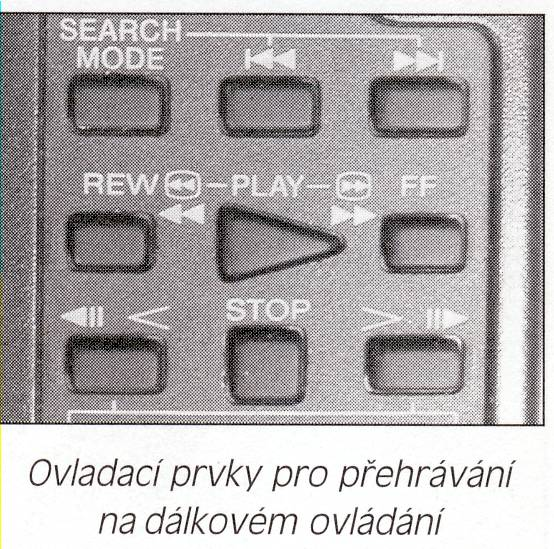 SEARCH
MODE
REW PLAY FF
STOP
Ovladací prvky pro přehrávání
na dálkovém ovládání